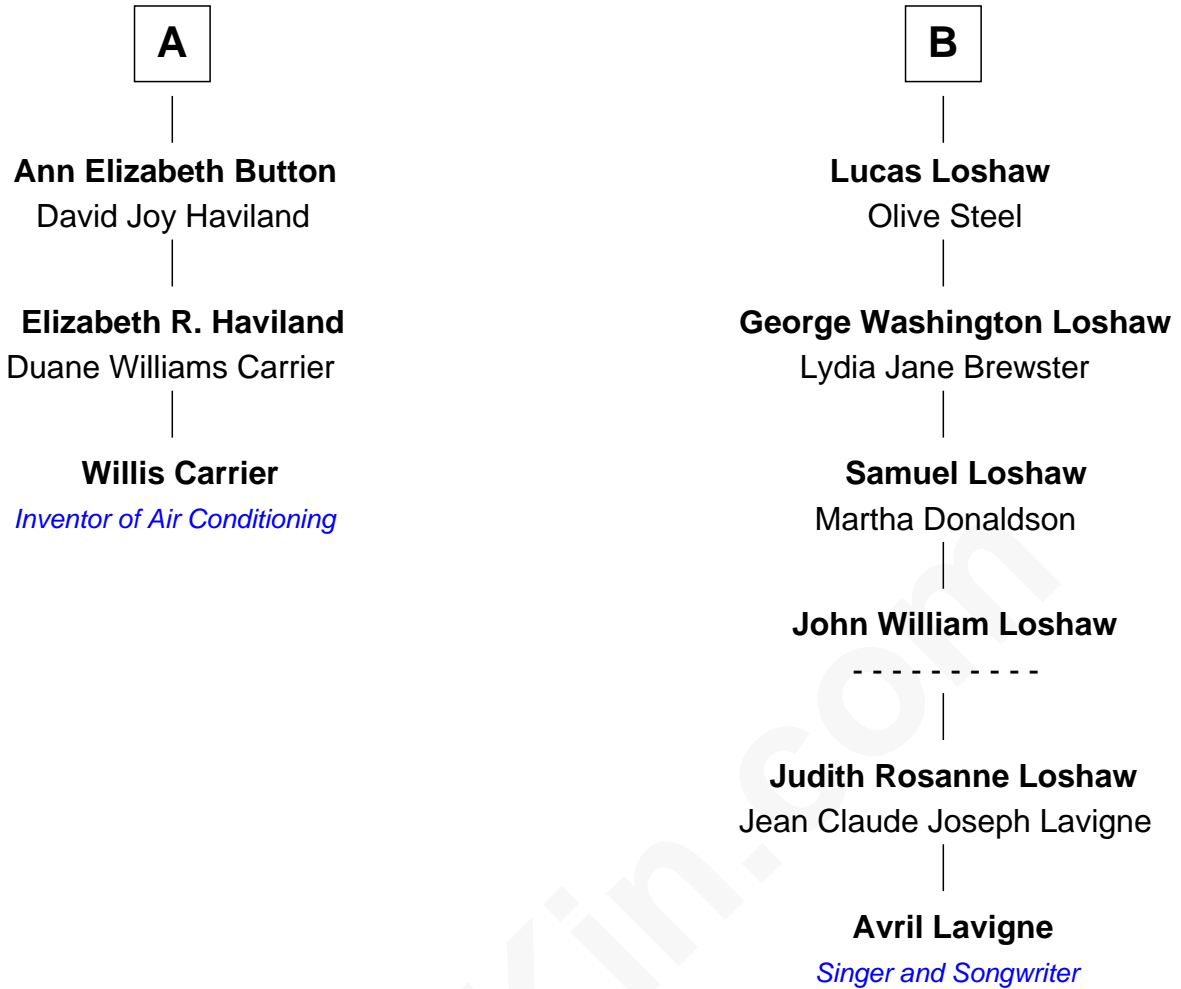 A
Ann Elizabeth Button
David Joy Haviland
Elizabeth R. Haviland
Duane Williams Carrier
Willis Carrier
Inventor of Air Conditioning
B
Lucas Loshaw
Olive Steel
George Washington Loshaw
Lydia Jane Brewster
Samuel Loshaw
Martha Donaldson
John William Loshaw
- - - - - - - - - -
Judith Rosanne Loshaw
Jean Claude Joseph Lavigne
Avril Lavigne
Singer and Songwriter
Kin.com